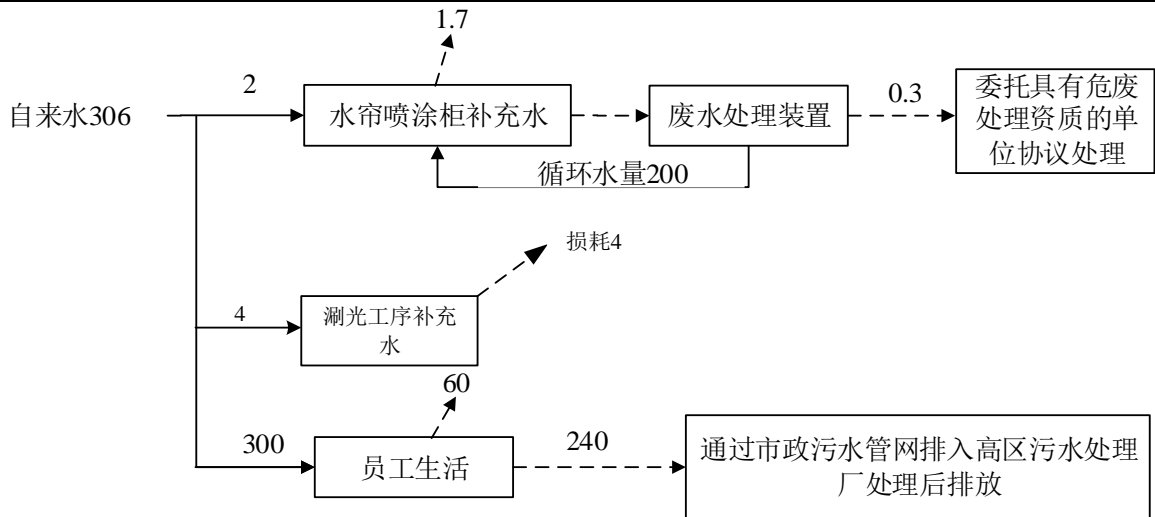 1.7
2
0.3
自来水306
水帘喷涂柜补充水
废水处理装置
委托具有危废
处理资质的单
位协议处理
循环水量200
损耗4
4
涮光工序补充
水
60
300
员工生活
240
通过市政污水管网排入高区污水处理
厂处理后排放